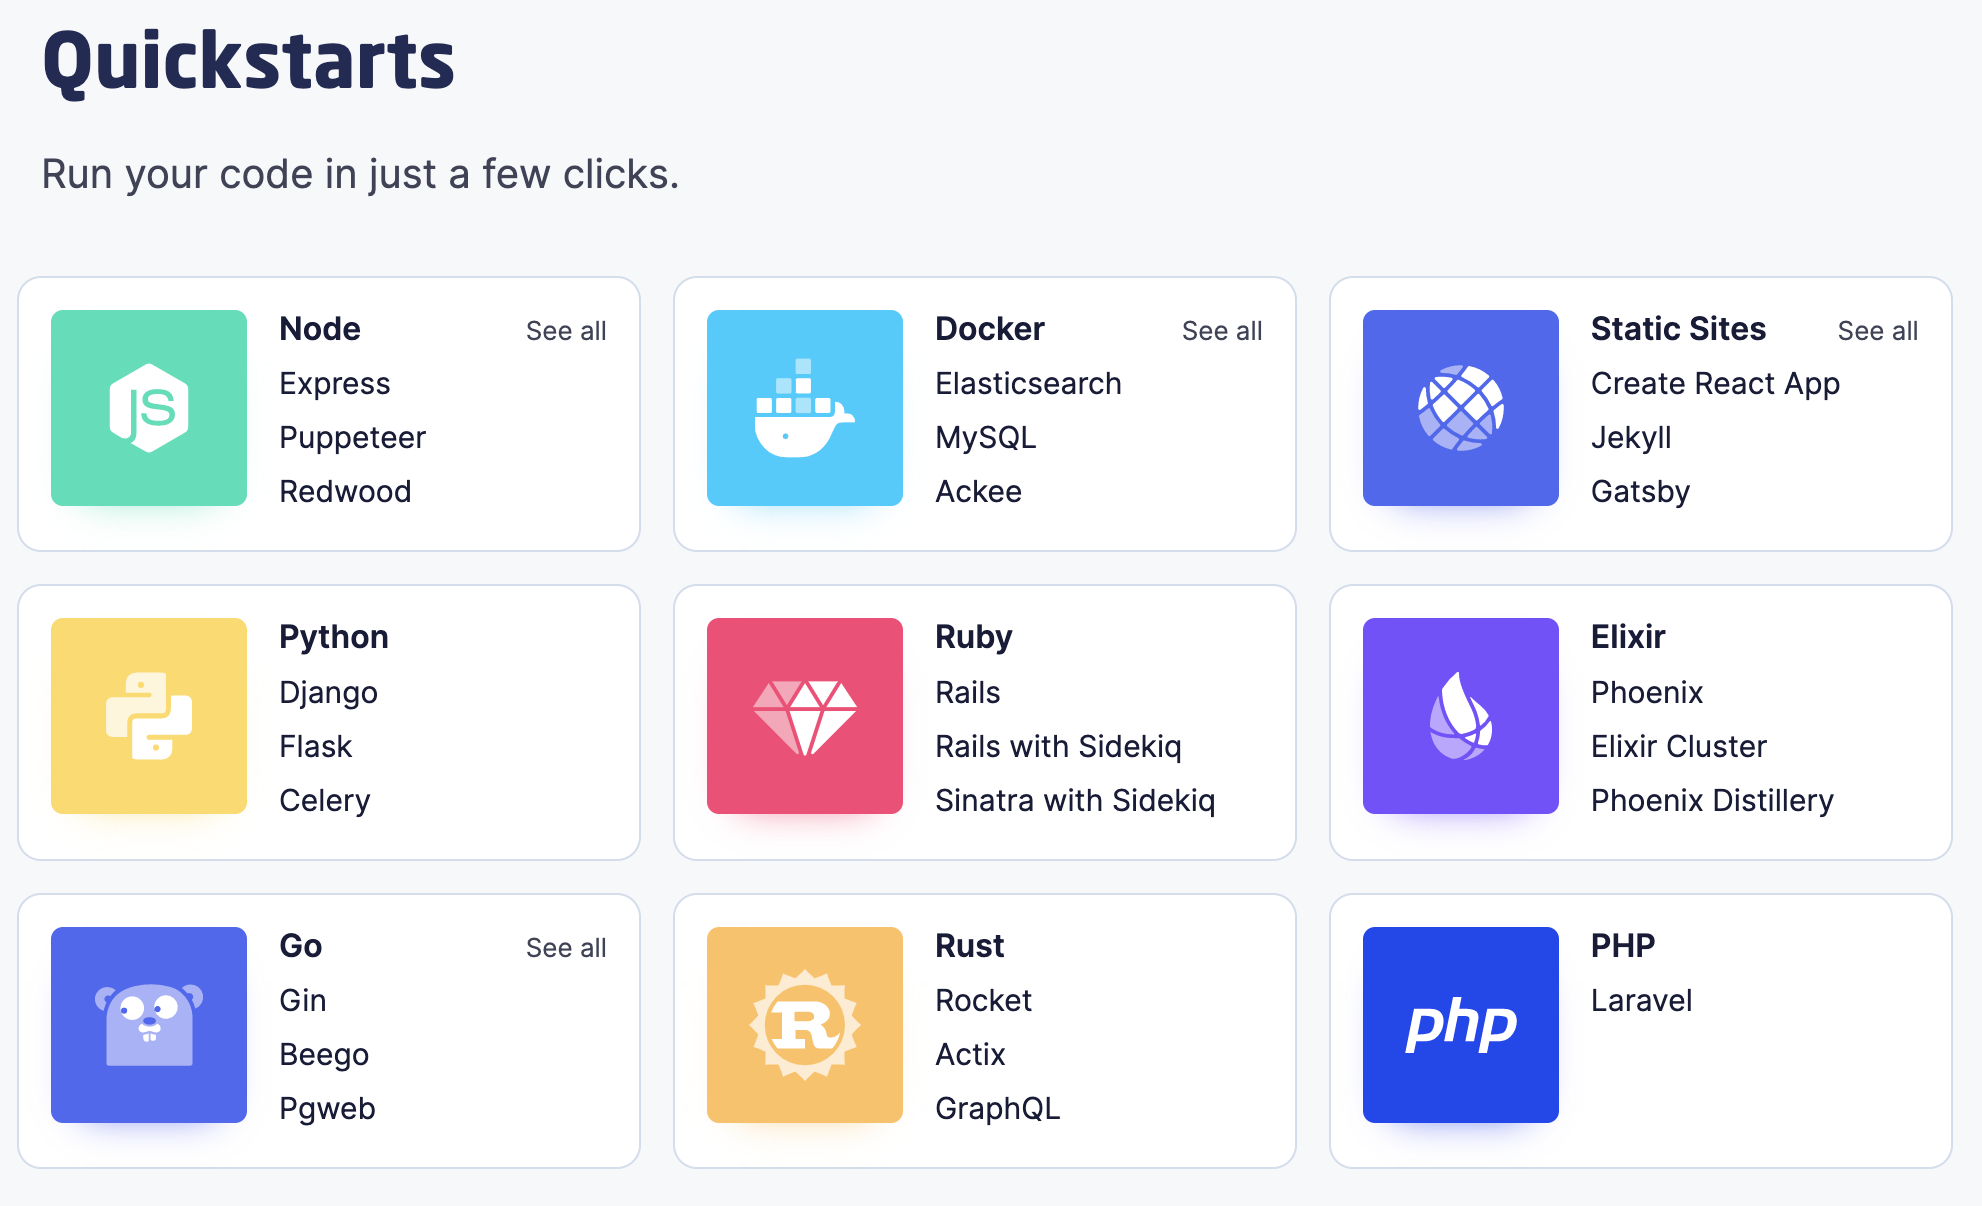 Quickstarts
Run your code in just a few clicks.
JS
Node
See all
Express
Puppeteer
Redwood
Docker
See all
Elasticsearch
MySQL
Ackee
Static Sites
See all
Create React App
Jekyll
Gatsby
Python
Django
Flask
Celery
Ruby
Rails
Rails with Sidekiq
Sinatra with Sidekiq
Elixir
Phoenix
Elixir Cluster
Phoenix Distillery
Go
See all
Gin
Beego
Pgweb
R
Rust
Rocket
Actix
GraphQL
php
PHP
Laravel